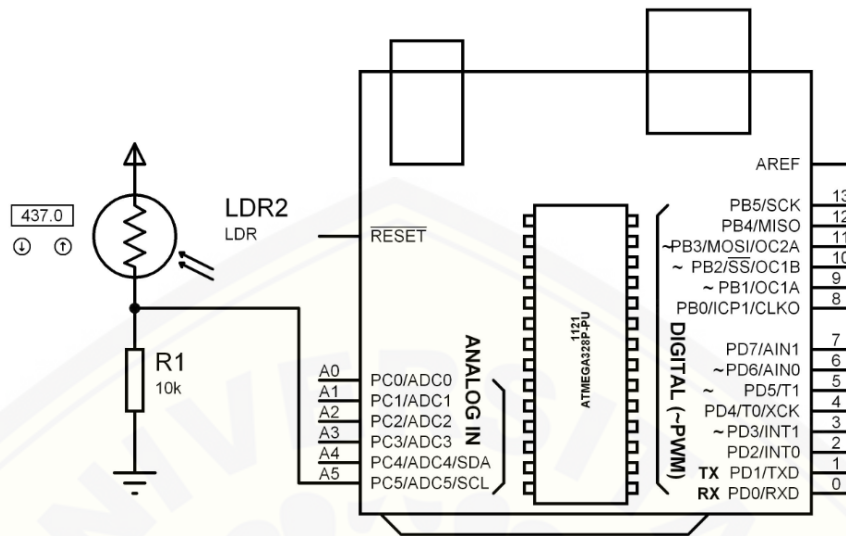 437.0
LDR2
LDR
R1
10k
RESET
A0
A1
A2
A3
A4
A5
PC0/ADC0
PC1/ADC1
PC2/ADC2
PC3/ADC3
PC4/ADC4/SDA
PC5/ADC5/SCL
ANALOG IN
1121
ATMEGA328P-PU
DIGITAL (~PWM)
AREF
PB5/SCK 13
PB4/MISO 12
~PB3/MOSI/OC2A 11
~ PB2/SS/OC1B 10
~ PB1/OC1A 9
PB0/ICP1/CLKO 8
PD7/AIN1 7
~PD6/AIN0 6
~ PD5/T1 5
PD4/T0/XCK 4
~PD3/INT1 3
PD2/INT0 2
TX PD1/TXD 1
RX PD0/RXD 0